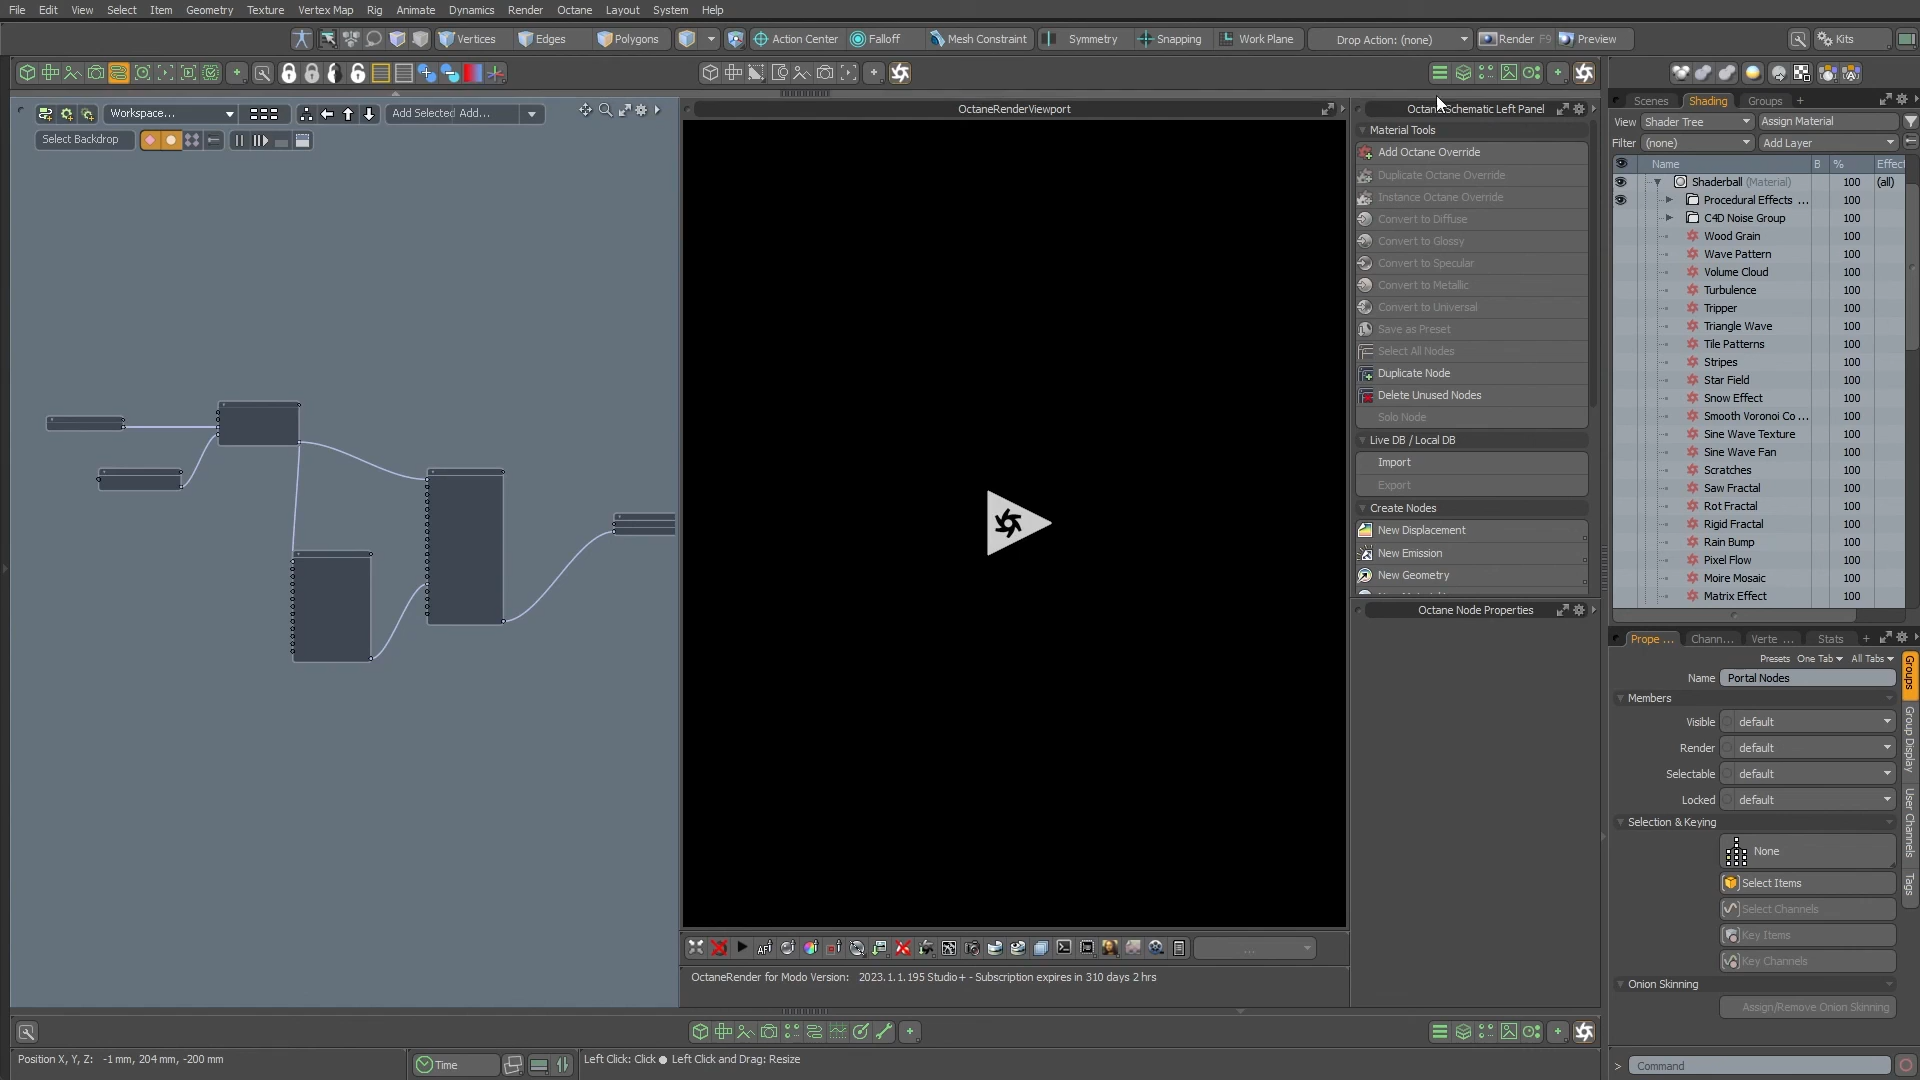 File Edit View Select Item Geometry Texture Vertex Map Rig Animate Dynamics Render Octane Layout System Help
Vertices Edges Polygons Action Center Falloff Mesh Constraint Symmetry Snapping Work Plane Drop Action: (none) Render F9 Preview Kits
Workspace... Add Selected Add...
Select Backdrop
OctaneRenderViewport
Schematic Left Panel
Material Tools
Add Octane Override
Duplicate Octane Override
Instance Octane Override
Convert to Diffuse
Convert to Glossy
Convert to Specular
Convert to Metallic
Convert to Universal
Save as Preset
Select All Nodes
Duplicate Node
Delete Unused Nodes
Solo Node
Live DB / Local DB
Import
Export
Create Nodes
New Displacement
New Emission
New Geometry
Octane Node Properties
Scenes Shading Groups +
View Shader Tree Assign Material
Filter (none) Add Layer
Name B % Effect
Shaderball (Material) 100 (all)
Procedural Effects ... 100
C4D Noise Group 100
Wood Grain 100
Wave Pattern 100
Volume Cloud 100
Turbulence 100
Tripper 100
Triangle Wave 100
Tile Patterns 100
Stripes 100
Star Field 100
Snow Effect 100
Smooth Voronoi Co ... 100
Sine Wave Texture 100
Sine Wave Fan 100
Scratches 100
Saw Fractal 100
Rot Fractal 100
Rigid Fractal 100
Rain Bump 100
Pixel Flow 100
Moire Mosaic 100
Matrix Effect 100
Prope ... Chann... Verte ... Stats +
Presets One Tab All Tabs
Name Portal Nodes
Members
Visible default
Render default
Selectable default
Locked default
Selection & Keying
None
Select Items
Select Channels
Key Items
Key Channels
Onion Skinning
Assign/Remove Onion Skinning
Groups
Group Display
User Channels
Tags
OctaneRender for Modo Version: 2023.1.1.195 Studio+ - Subscription expires in 310 days 2 hrs
Position X, Y, Z: -1 mm, 204 mm, -200 mm
Time
Left Click: Click ● Left Click and Drag: Resize
> Command